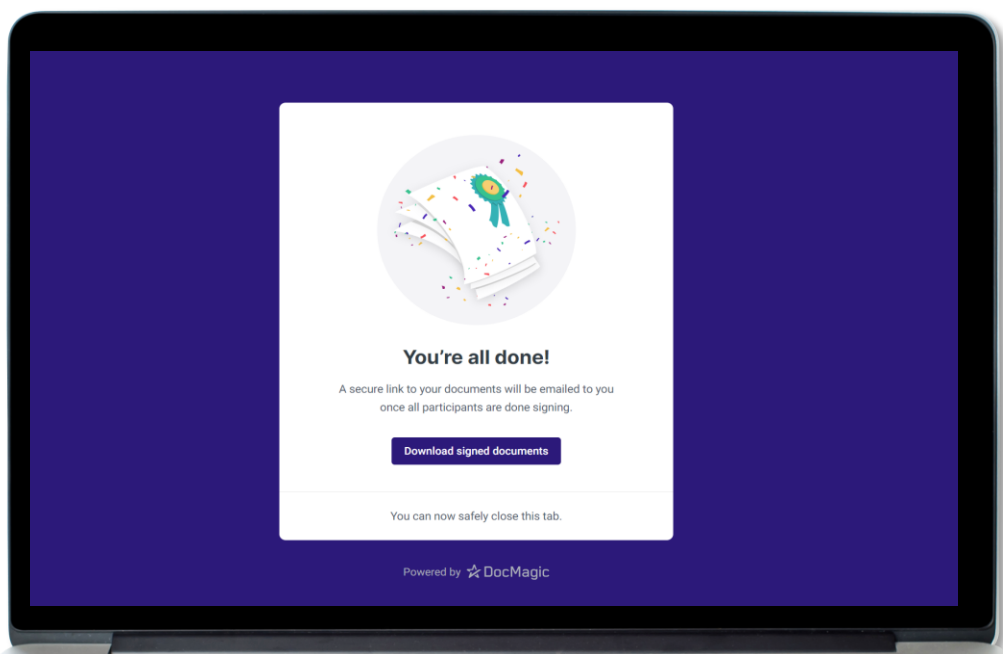 You're all done!
A secure link to your documents will be emailed to you
once all participants are done signing.
Download signed documents
You can now safely close this tab.
Powered by DocMagic